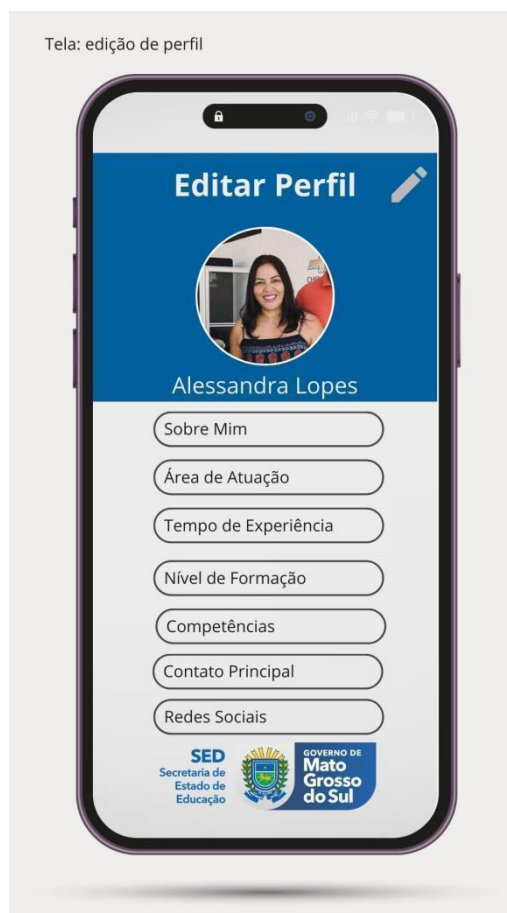 Tela: edição de perfil
Editar Perfil
Alessandra Lopes
Sobre Mim
Área de Atuação
Tempo de Experiência
Nível de Formação
Competências
Contato Principal
Redes Sociais
SED
Secretaria de
Estado de
Educação
GOVERNO DE
Mato
Grosso
do Sul